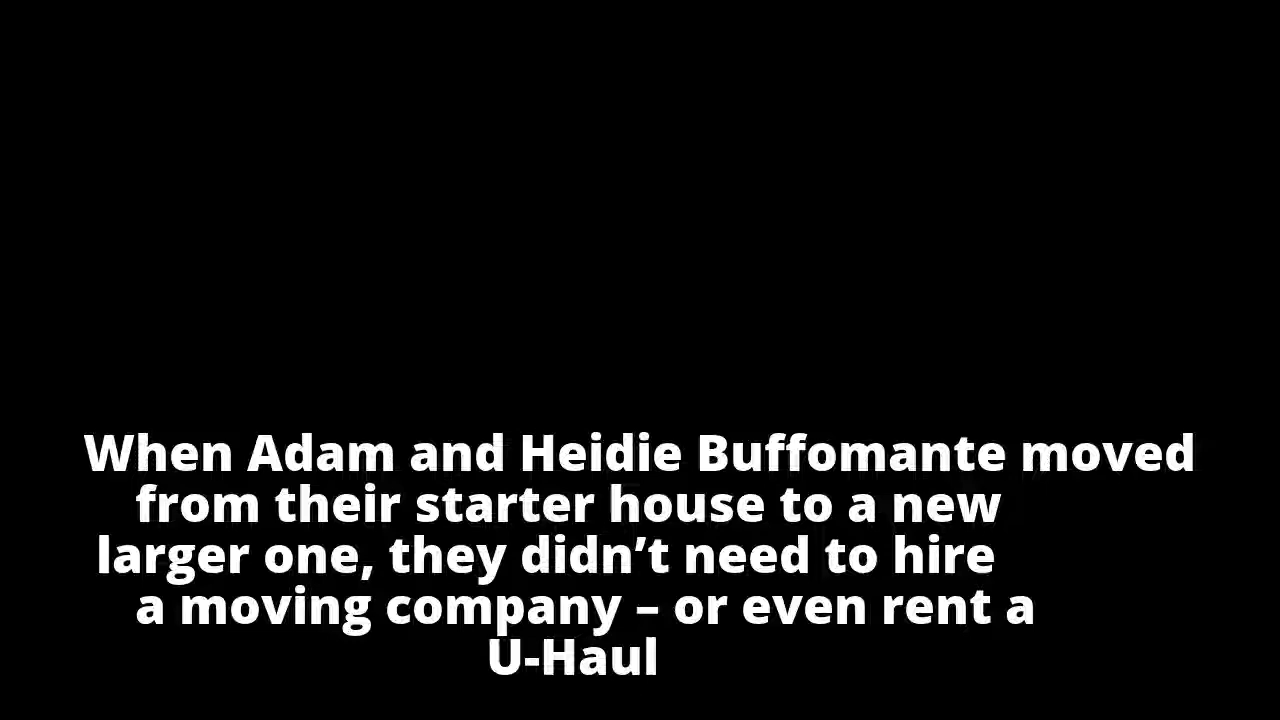 When Adam and Heidie Buffomante moved
from their starter house to a new
larger one, they didn’t need to hire
a moving company – or even rent a
U-Haul